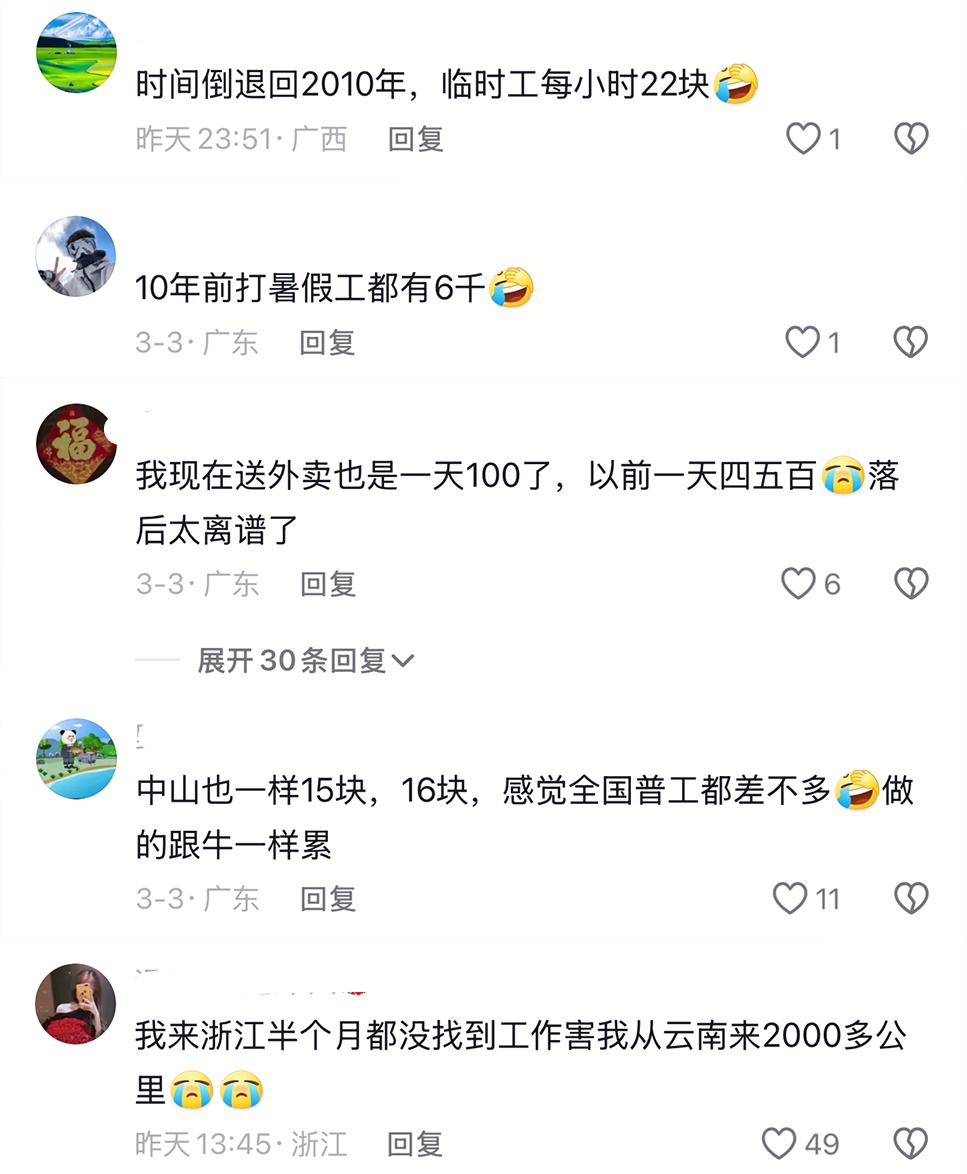 时间倒退回2010年，临时工每小时22块🤣
昨天23:51·广西 回复 1
10年前打暑假工都有6千🤣
3-3·广东 回复 1
福
我现在送外卖也是一天100了，以前一天四五百😭落
后太离谱了
3-3·广东 回复 6
展开30条回复
中山也一样15块，16块，感觉全国普工都差不多🤣做
的跟牛一样累
3-3·广东 回复 11
我来浙江半个月都没找到工作害我从云南来2000多公
里😭😭
昨天13:45·浙江 回复 49